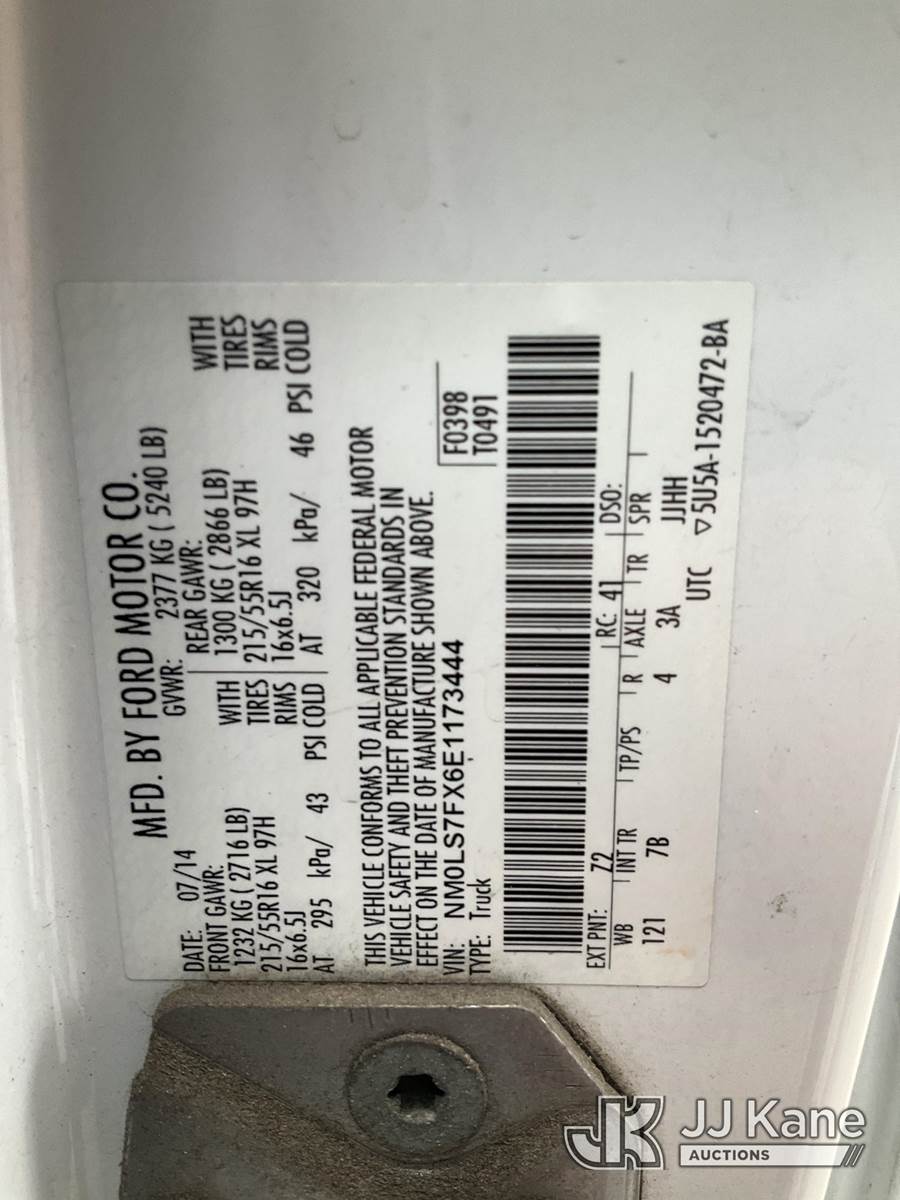 MFD. BY FORD MOTOR CO.
DATE: 07/14 GVWR: 2377 KG ( 5240 LB)
FRONT GAWR: REAR GAWR:
1232 KG ( 2716 LB) WITH 1300 KG ( 2866 LB) WITH
215/55R16 XL 97H TIRES 215/55R16 XL 97H TIRES
16x6.5J RIMS 16x6.5J RIMS
AT 295 kPa/ 43 PSI COLD AT 320 kPa/ 46 PSI COLD
THIS VEHICLE CONFORMS TO ALL APPLICABLE FEDERAL MOTOR
VEHICLE SAFETY AND THEFT PREVENTION STANDARDS IN
EFFECT ON THE DATE OF MANUFACTURE SHOWN ABOVE.
VIN: NM0LS7FX6E1173444 F0398
TYPE: Truck T0491
EXT PNT: Z2 RC: 41 DSO:
WB INT TR TP/PS R AXLE TR SPR
121 7B 4 3A JJHH
UTC ▽5U5A-1520472-BA
JK JJ Kane
AUCTIONS